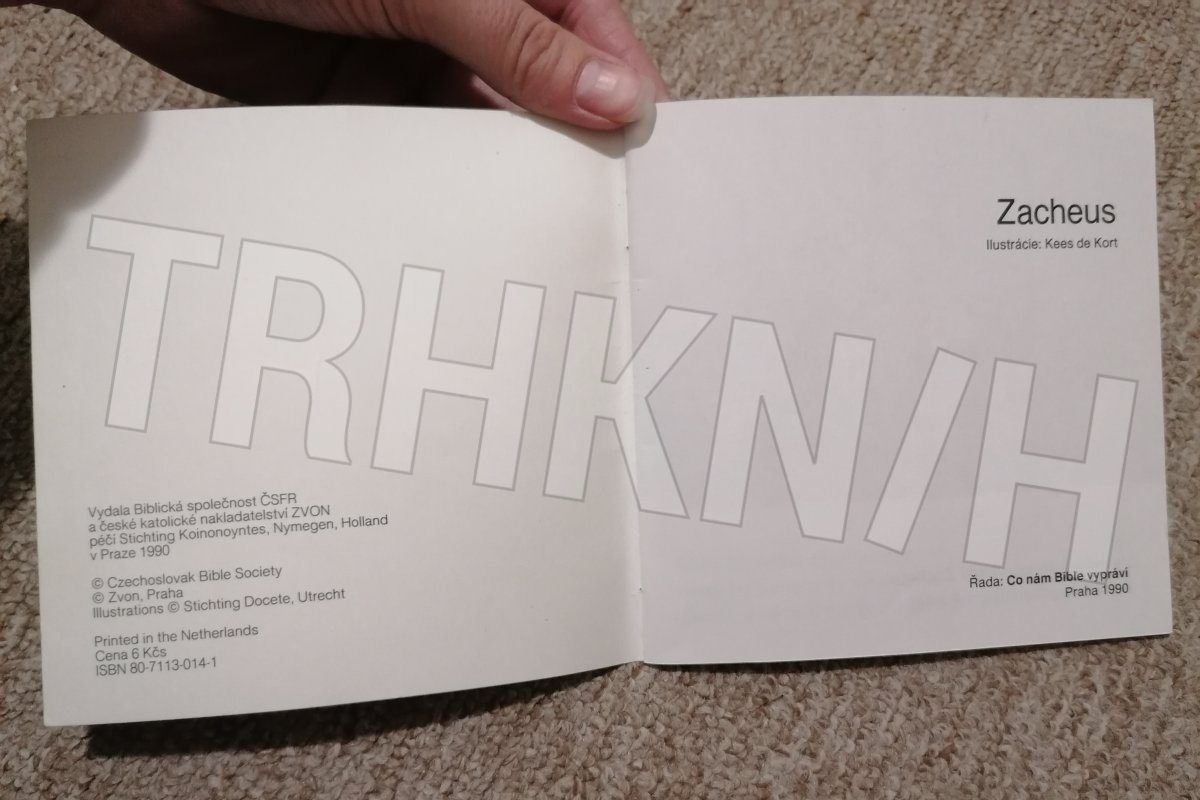 Vydala Biblická společnost ČSFR
a české katolické nakladatelství ZVON
péčí Stichting Koinonoyntes, Nymegen, Holland
v Praze 1990
© Czechoslovak Bible Society
© Zvon, Praha
Illustrations © Stichting Docete, Utrecht
Printed in the Netherlands
Cena 6 Kčs
ISBN 80-7113-014-1
Zacheus
Ilustrácie: Kees de Kort
Řada: Co nám Bible vypráví
Praha 1990
TRHKN/H